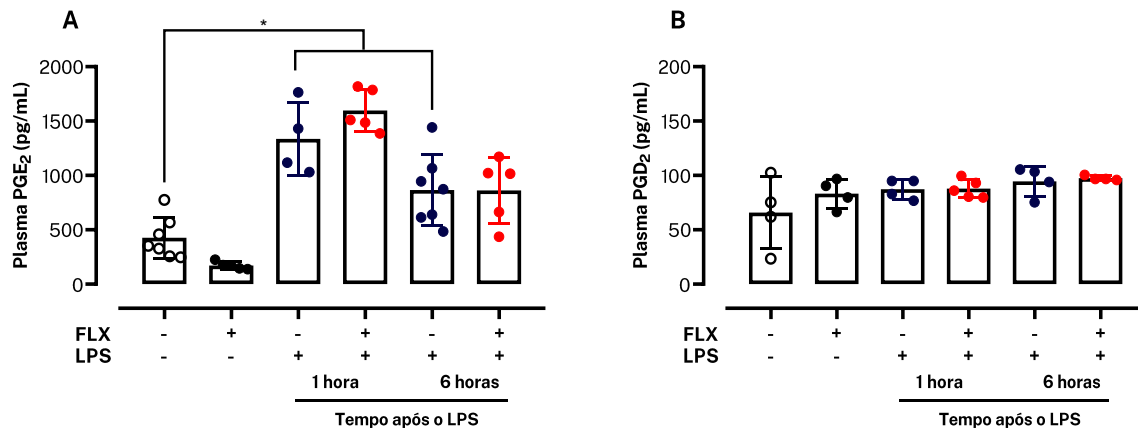 A
*
Plasma PGE2 (pg/mL)
2000
1500
1000
500
0
FLX - + - + - +
LPS - - + + + +
1 hora 6 horas
Tempo após o LPS
B
Plasma PGD2 (pg/mL)
200
150
100
50
0
FLX - + - + - +
LPS - - + + + +
1 hora 6 horas
Tempo após o LPS